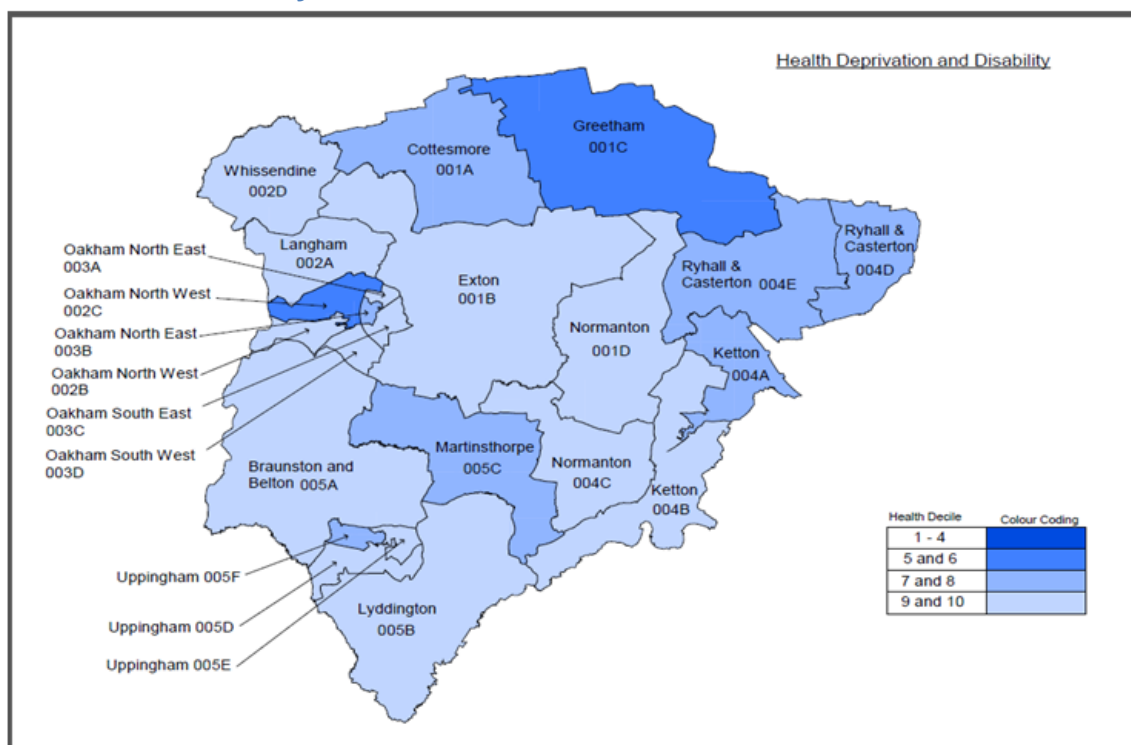 Health Deprivation and Disability
Greetham
001C
Cottesmore
001A
Whissendine
002D
Ryhall &
Casterton
004D
Langham
002A
Oakham North East
003A
Exton
001B
Ryhall &
Casterton 004E
Oakham North West
002C
Oakham North East
003B
Normanton
001D
Ketton
004A
Oakham North West
002B
Oakham South East
003C
Oakham South West
003D
Martinsthorpe
005C
Braunston and
Belton 005A
Normanton
004C
Ketton
004B
Health Decile Colour Coding
1 - 4
5 and 6
7 and 8
9 and 10
Uppingham 005F
Lyddington
005B
Uppingham 005D
Uppingham 005E